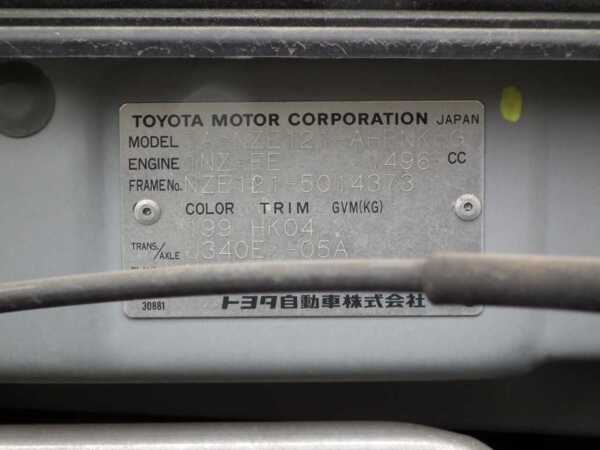 TOYOTA MOTOR CORPORATION JAPAN
MODEL NZE121-A
ENGINE 1NZ-FE 1496 CC
FRAME No. NZE121-5014373
COLOR TRIM GVM(KG)
199 HK04
TRANS./AXLE U340E -05A
30881 トヨタ自動車株式会社